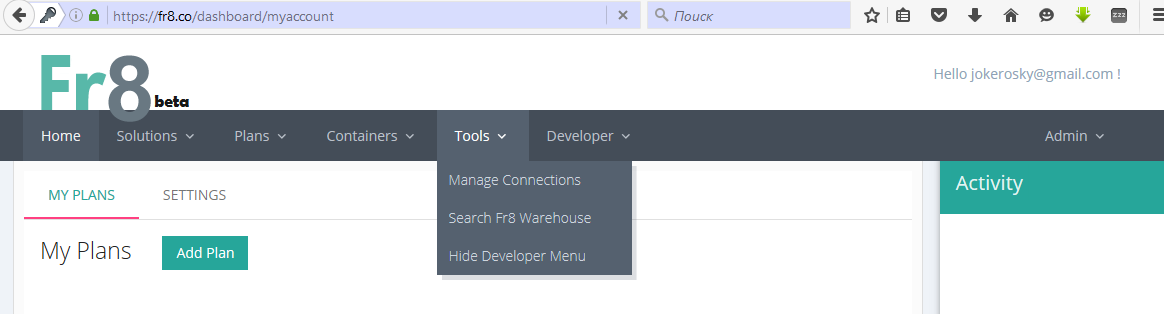 https://fr8.co/dashboard/myaccount
Поиск
Fr8 beta
Hello jokerosky@gmail.com !
Home Solutions Plans Containers Tools Developer Admin
Manage Connections
Search Fr8 Warehouse
Hide Developer Menu
MY PLANS SETTINGS
My Plans Add Plan
Activity